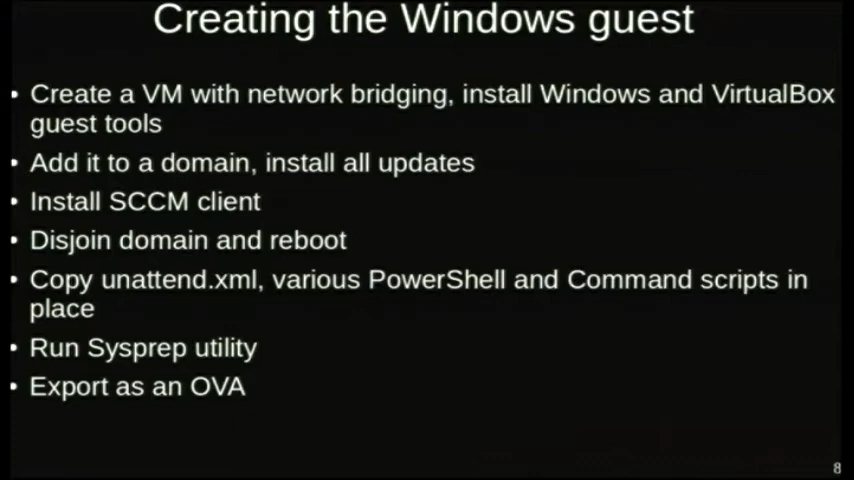 Creating the Windows guest
• Create a VM with network bridging, install Windows and VirtualBox
guest tools
• Add it to a domain, install all updates
• Install SCCM client
• Disjoin domain and reboot
• Copy unattend.xml, various PowerShell and Command scripts in
place
• Run Sysprep utility
• Export as an OVA
8